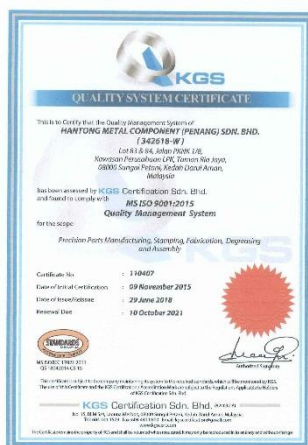 KGS
QUALITY SYSTEM CERTIFICATE
This is to Certify that the Quality Management System of
HANTONG METAL COMPONENT (PENANG) SDN. BHD.
( 342618-W )
Lot 83 & 84, Jalan PKNK 1/8,
Kawasan Perusahaan LPK, Taman Ria Jaya,
08000 Sungai Petani, Kedah Darul Aman,
Malaysia
has been assessed by KGS Certification Sdn. Bhd.
and found to comply with
MS ISO 9001:2015
Quality Management System
for the scope
Precision Parts Manufacturing, Stamping, Fabrication, Degreasing
and Assembly
Certificate No : 110407
Date of Initial Certification : 09 November 2015
Date of Issue/Reissue : 29 June 2018
Renewal Due : 10 October 2021
STANDARDS
Authorised Signatory
KGS Certification Sdn. Bhd.